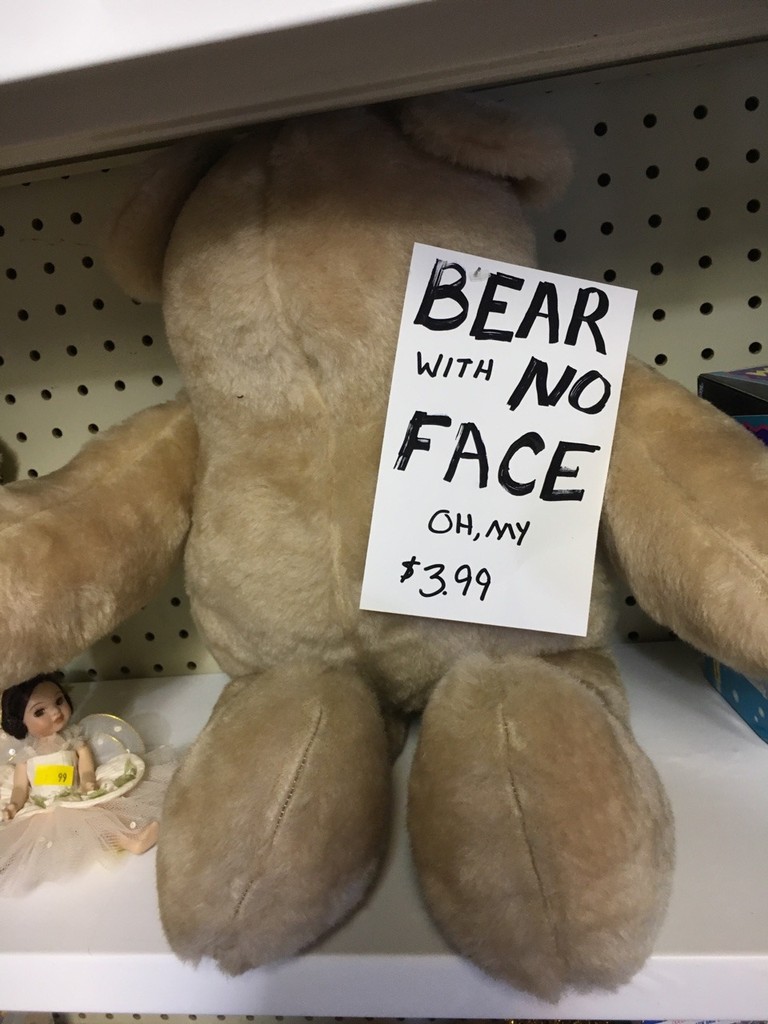 BEAR
WITH NO
FACE
OH, MY
$3.99
99